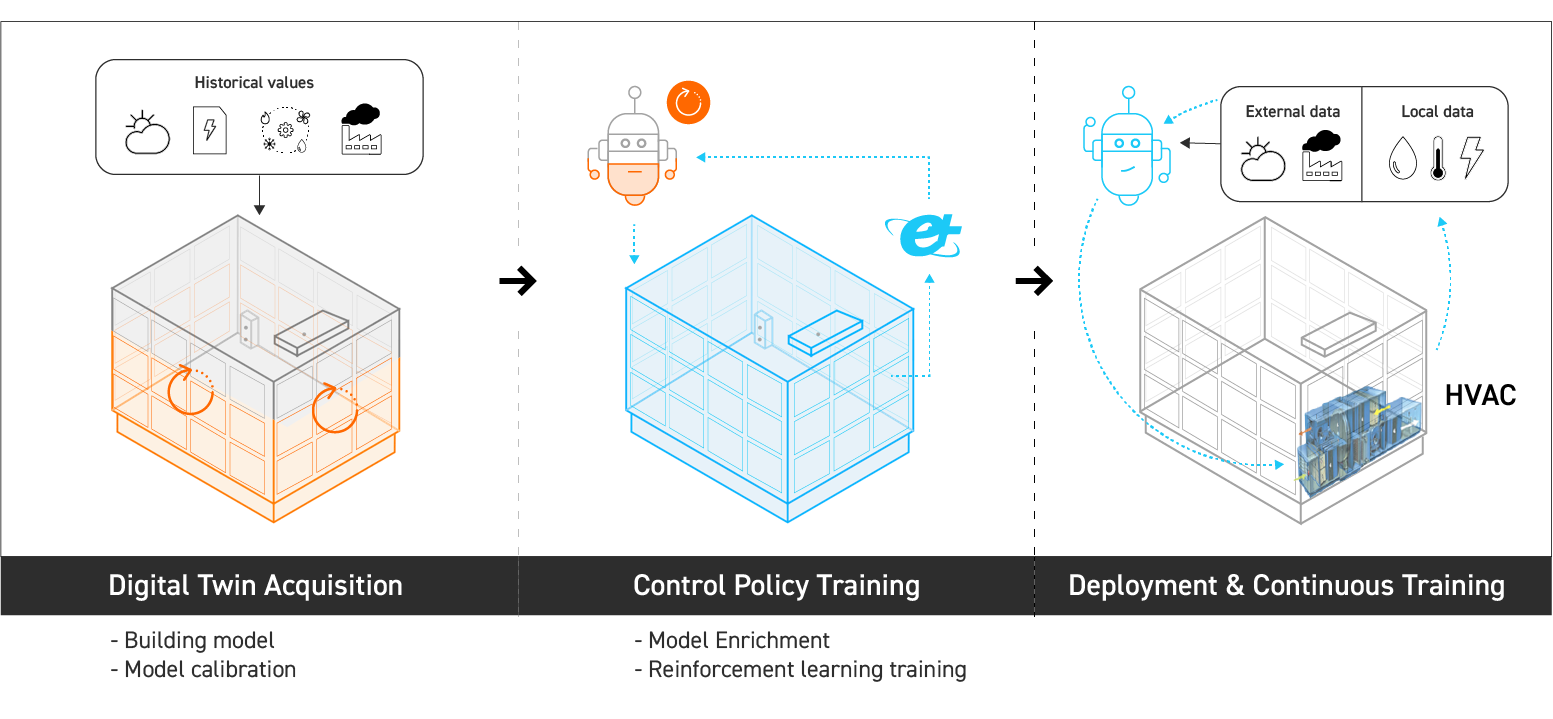 Historical values
External data
Local data
e+
HVAC
Digital Twin Acquisition
Control Policy Training
Deployment & Continuous Training
- Building model
- Model calibration
- Model Enrichment
- Reinforcement learning training